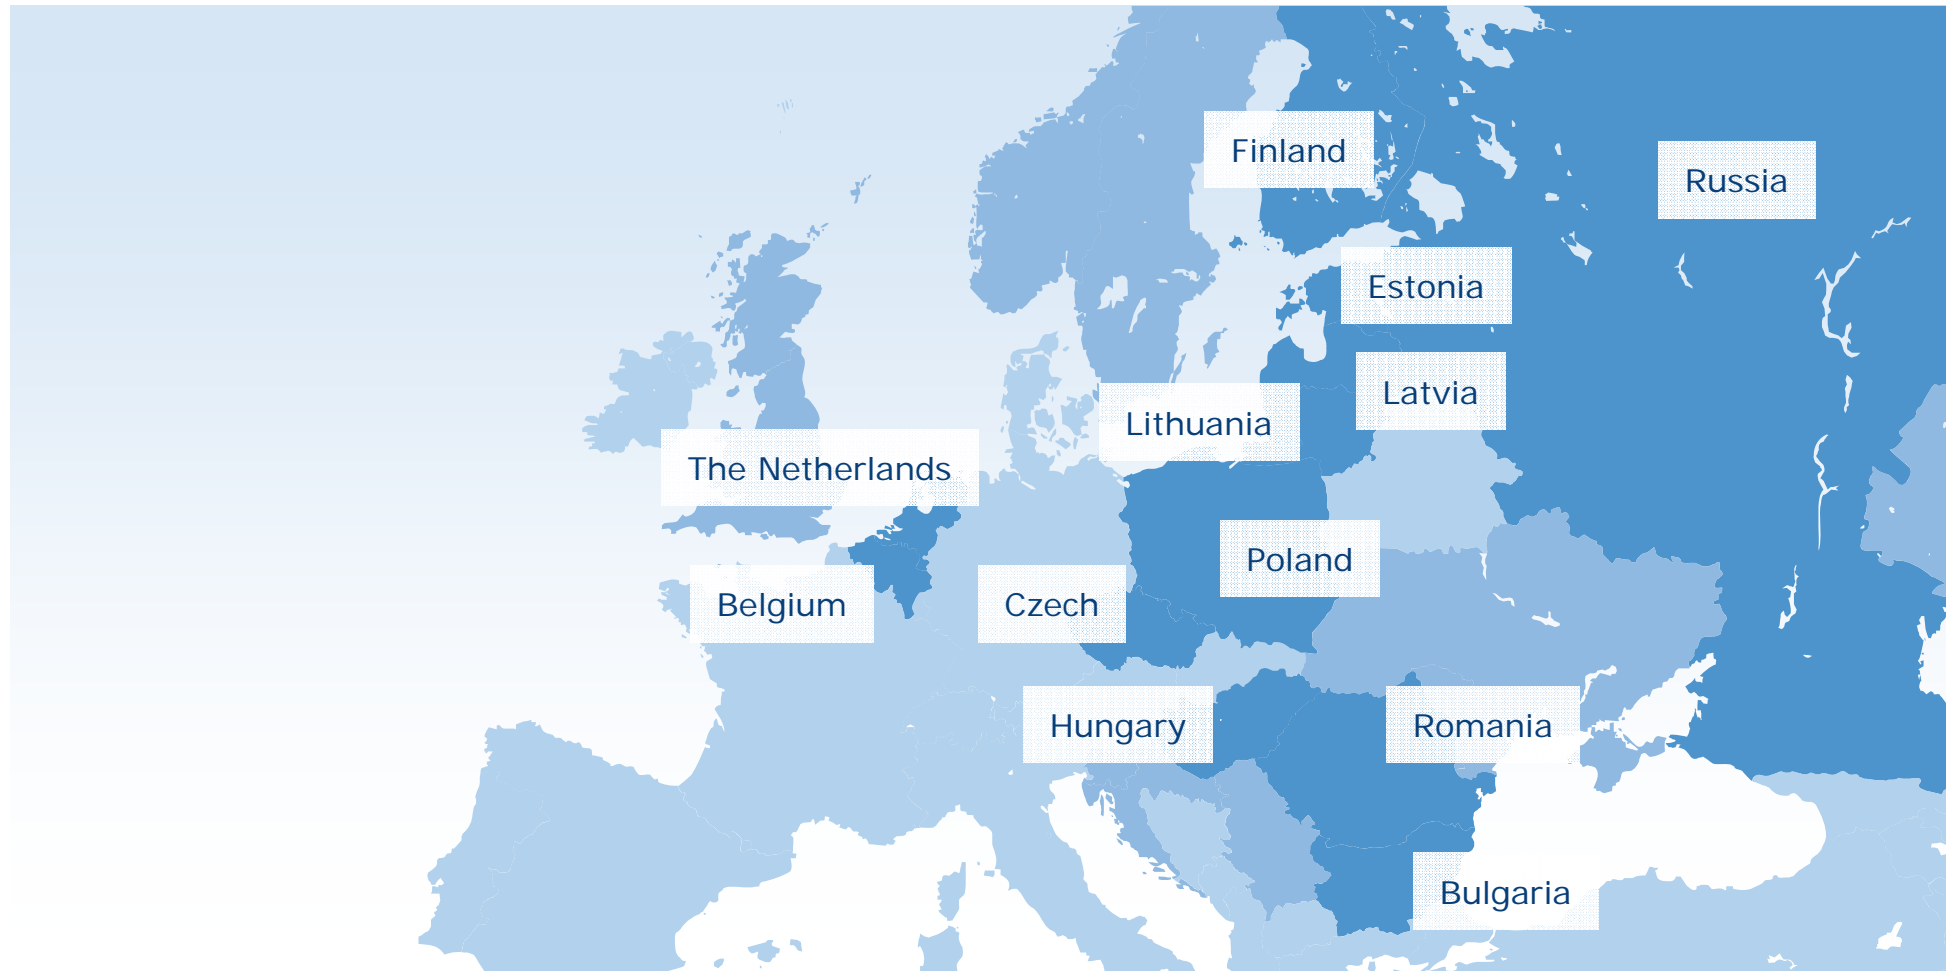 Finland
Russia
Estonia
Latvia
Lithuania
The Netherlands
Poland
Belgium
Czech
Hungary
Romania
Bulgaria